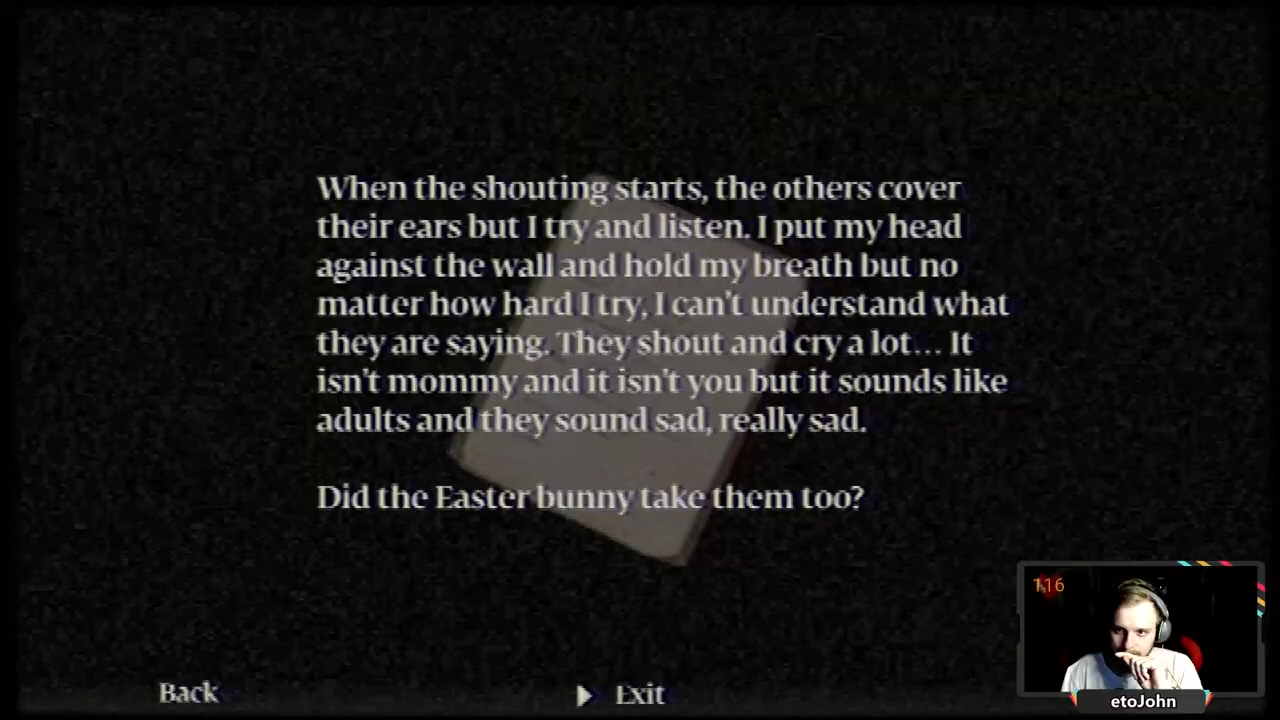 When the shouting starts, the others cover
their ears but I try and listen. I put my head
against the wall and hold my breath but no
matter how hard I try, I can't understand what
they are saying. They shout and cry a lot... It
isn't mommy and it isn't you but it sounds like
adults and they sound sad, really sad.
Did the Easter bunny take them too?
116
Back
Exit
etoJohn